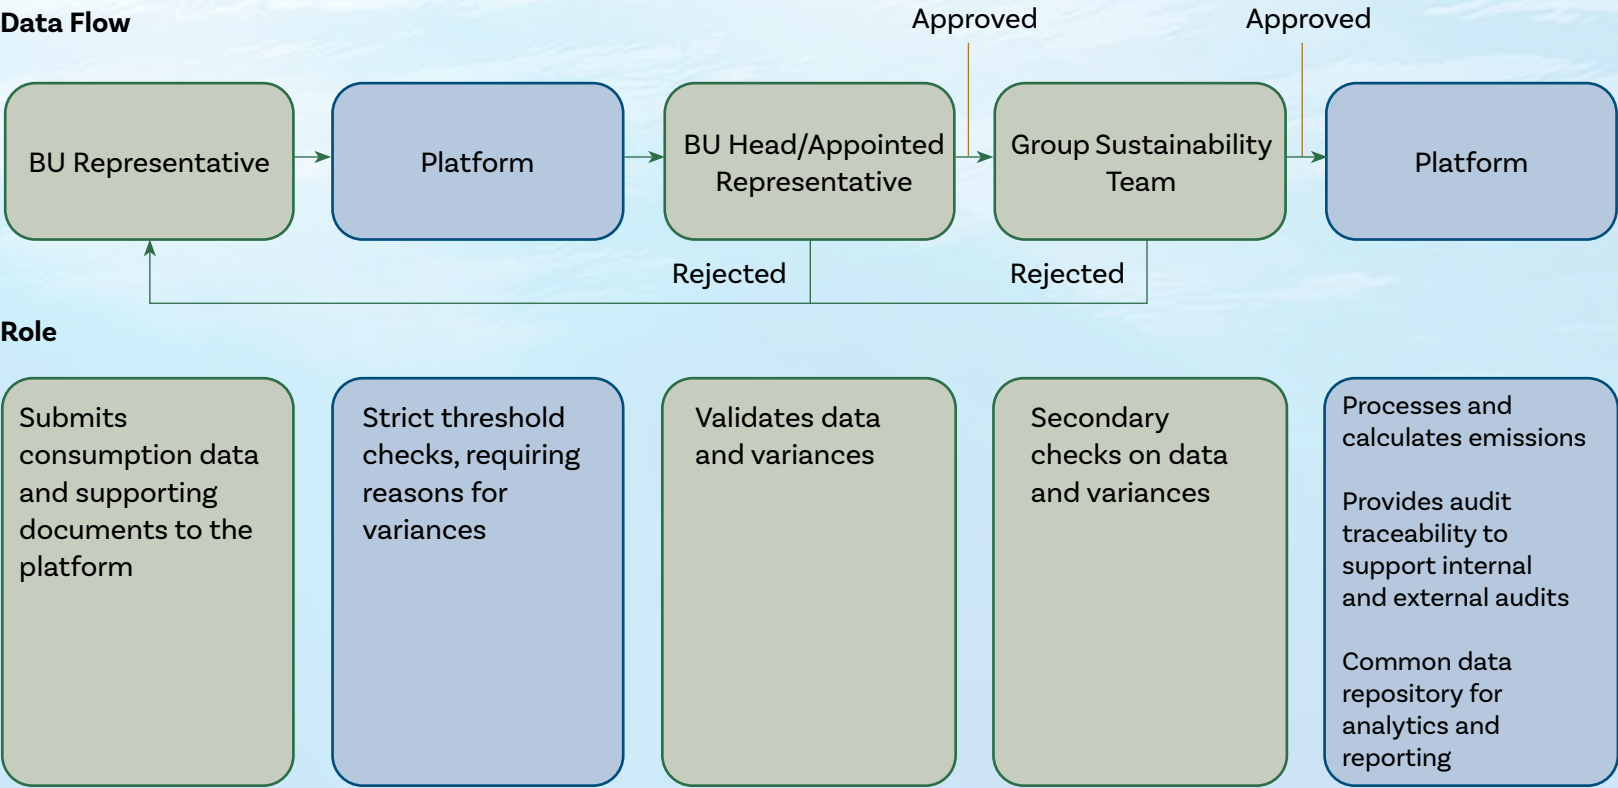 Data Flow
Approved
Approved
BU Representative
Platform
BU Head/Appointed
Representative
Group Sustainability
Team
Platform
Rejected
Rejected
Role
Submits
consumption data
and supporting
documents to the
platform
Strict threshold
checks, requiring
reasons for
variances
Validates data
and variances
Secondary
checks on data
and variances
Processes and
calculates emissions
Provides audit
traceability to
support internal
and external audits
Common data
repository for
analytics and
reporting